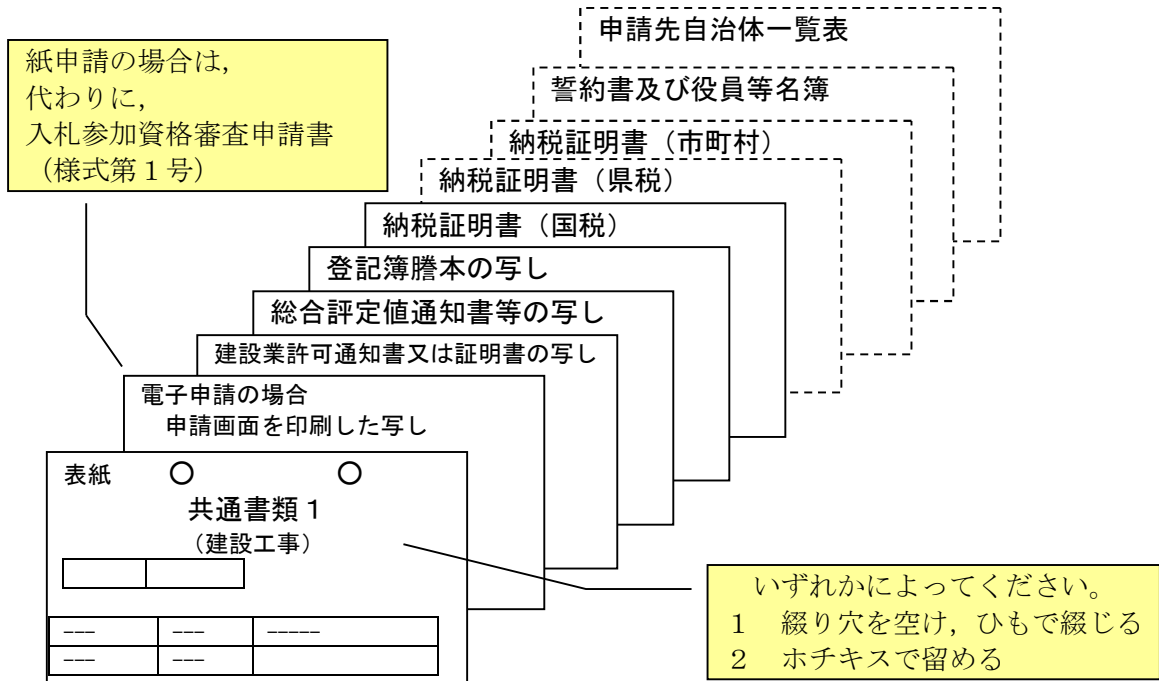 申請先自治体一覧表
誓約書及び役員等名簿
納税証明書（市町村）
納税証明書（県税）
納税証明書（国税）
登記簿謄本の写し
総合評定値通知書等の写し
建設業許可通知書又は証明書の写し
電子申請の場合
申請画面を印刷した写し
表紙 ○ ○
共通書類１
（建設工事）
--- --- -----
--- ---
紙申請の場合は，
代わりに，
入札参加資格審査申請書
（様式第１号）
いずれかによってください。
１ 綴り穴を空け，ひもで綴じる
２ ホチキスで留める